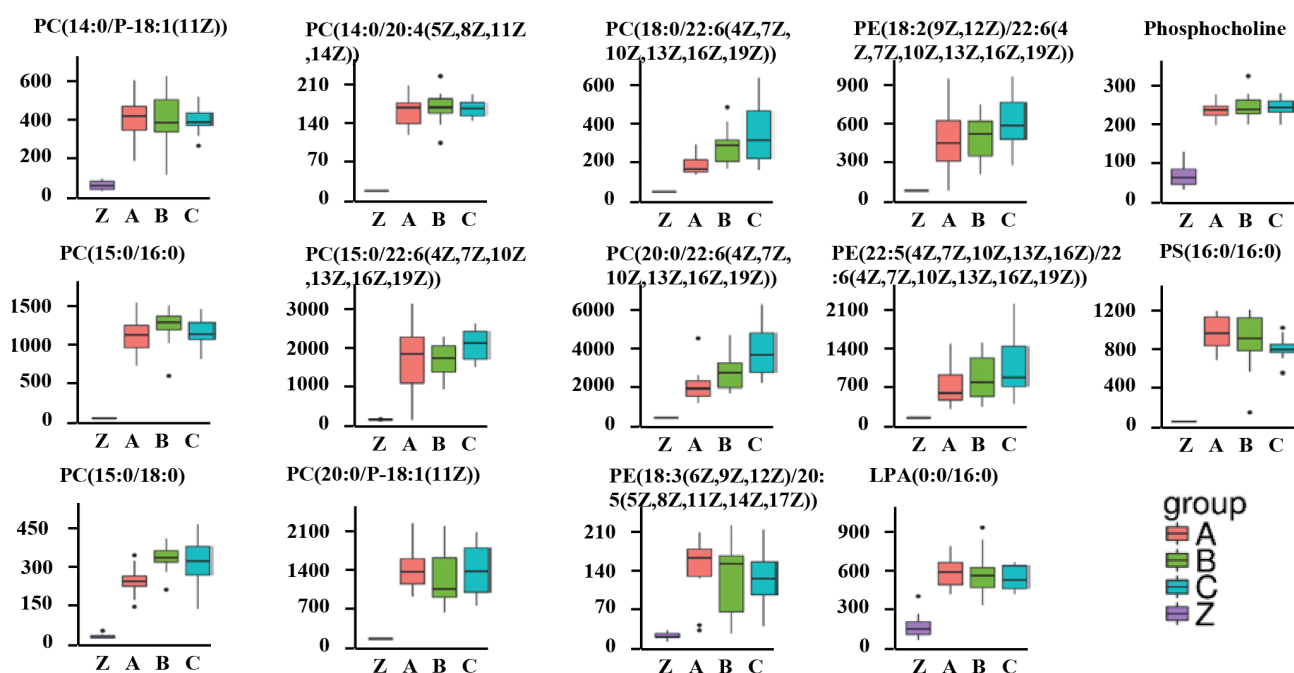 PC(14:0/P-18:1(11Z))
600
400
200
0
Z A B C
PC(14:0/20:4(5Z,8Z,11Z
,14Z))
210
140
70
0
Z A B C
PC(18:0/22:6(4Z,7Z,
10Z,13Z,16Z,19Z))
600
400
200
0
Z A B C
PE(18:2(9Z,12Z)/22:6(4
Z,7Z,10Z,13Z,16Z,19Z))
900
600
300
0
Z A B C
Phosphocholine
300
200
100
0
Z A B C
PC(15:0/16:0)
1500
1000
500
0
Z A B C
PC(15:0/22:6(4Z,7Z,10Z
,13Z,16Z,19Z))
3000
2000
1000
0
Z A B C
PC(20:0/22:6(4Z,7Z,
10Z,13Z,16Z,19Z))
6000
4000
2000
0
Z A B C
PE(22:5(4Z,7Z,10Z,13Z,16Z)/22
:6(4Z,7Z,10Z,13Z,16Z,19Z))
2100
1400
700
0
Z A B C
PS(16:0/16:0)
1200
800
400
0
Z A B C
PC(15:0/18:0)
450
300
150
0
Z A B C
PC(20:0/P-18:1(11Z))
2100
1400
700
0
Z A B C
PE(18:3(6Z,9Z,12Z)/20:
5(5Z,8Z,11Z,14Z,17Z))
210
140
70
0
Z A B C
LPA(0:0/16:0)
900
600
300
0
Z A B C
group
A
B
C
Z